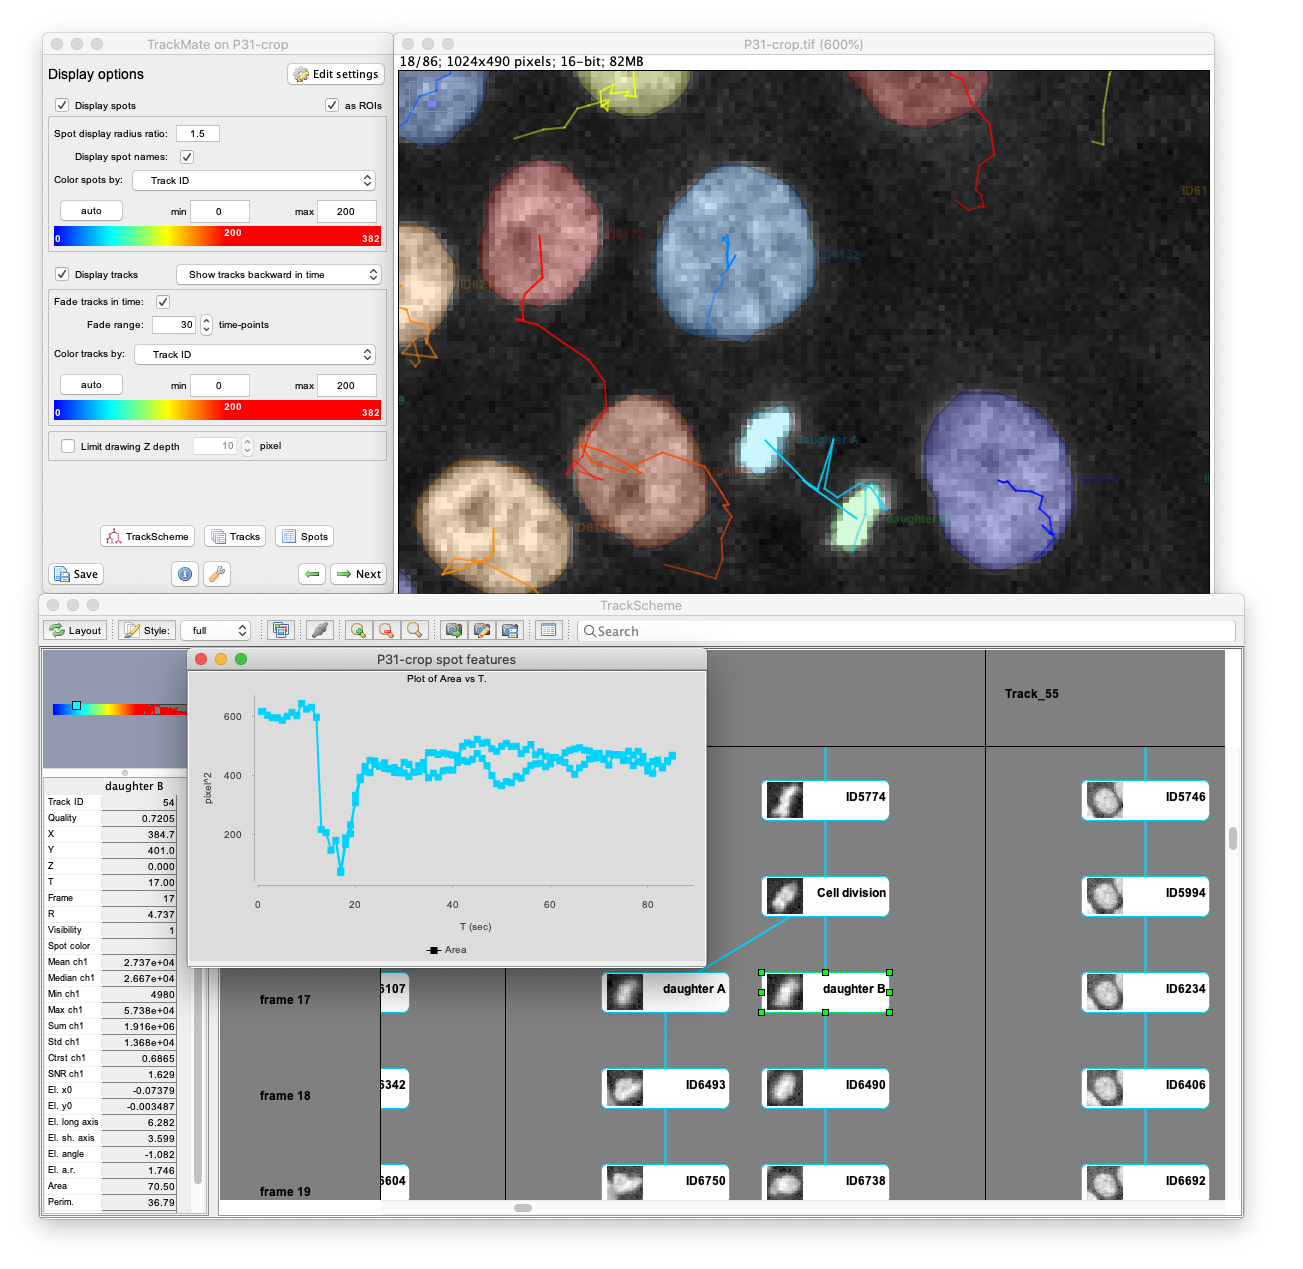 TrackMate on P31-crop
Display options
Edit settings
Display spots
as ROIs
Spot display radius ratio:
1.5
Display spot names:
Color spots by:
Track ID
auto
min
0
max
200
0
200
382
Display tracks
Show tracks backward in time
Fade tracks in time:
Fade range:
30
time-points
Color tracks by:
Track ID
auto
min
0
max
200
0
200
382
Limit drawing Z depth
10
pixel
TrackScheme
Tracks
Spots
Save
Next
P31-crop.tif (600%)
18/86; 1024x490 pixels; 16-bit; 82MB
ID61
ID6172
ID6132
daughter A
daughter
TrackScheme
Layout
Style:
full
Search
P31-crop spot features
Plot of Area vs T.
600
400
200
pixel^2
0
20
40
60
80
T (sec)
Area
daughter B
Track ID 54
Quality 0.7205
X 384.7
Y 401.0
Z 0.000
T 17.00
Frame 17
R 4.737
Visibility 1
Spot color
Mean ch1 2.737e+04
Median ch1 2.667e+04
Min ch1 4980
Max ch1 5.738e+04
Sum ch1 1.916e+06
Std ch1 1.368e+04
Ctrst ch1 0.6865
SNR ch1 1.629
El. x0 -0.07379
El. y0 -0.003487
El. long axis 6.282
El. sh. axis 3.599
El. angle -1.082
El. a.r. 1.746
Area 70.50
Perim. 36.79
Track_55
ID5774
ID5746
Cell division
ID5994
frame 17
6107
daughter A
daughter B
ID6234
frame 18
6342
ID6493
ID6490
ID6406
frame 19
6604
ID6750
ID6738
ID6692